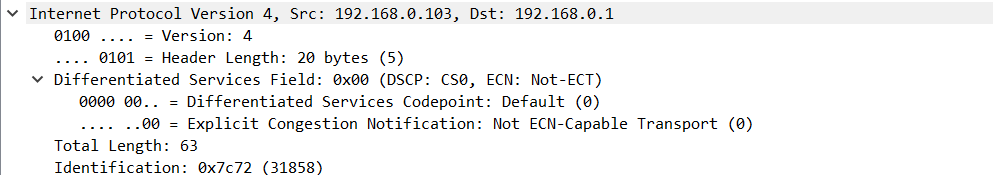 Internet Protocol Version 4, Src: 192.168.0.103, Dst: 192.168.0.1
0100 .... = Version: 4
.... 0101 = Header Length: 20 bytes (5)
Differentiated Services Field: 0x00 (DSCP: CS0, ECN: Not-ECT)
0000 00.. = Differentiated Services Codepoint: Default (0)
.... ..00 = Explicit Congestion Notification: Not ECN-Capable Transport (0)
Total Length: 63
Identification: 0x7c72 (31858)